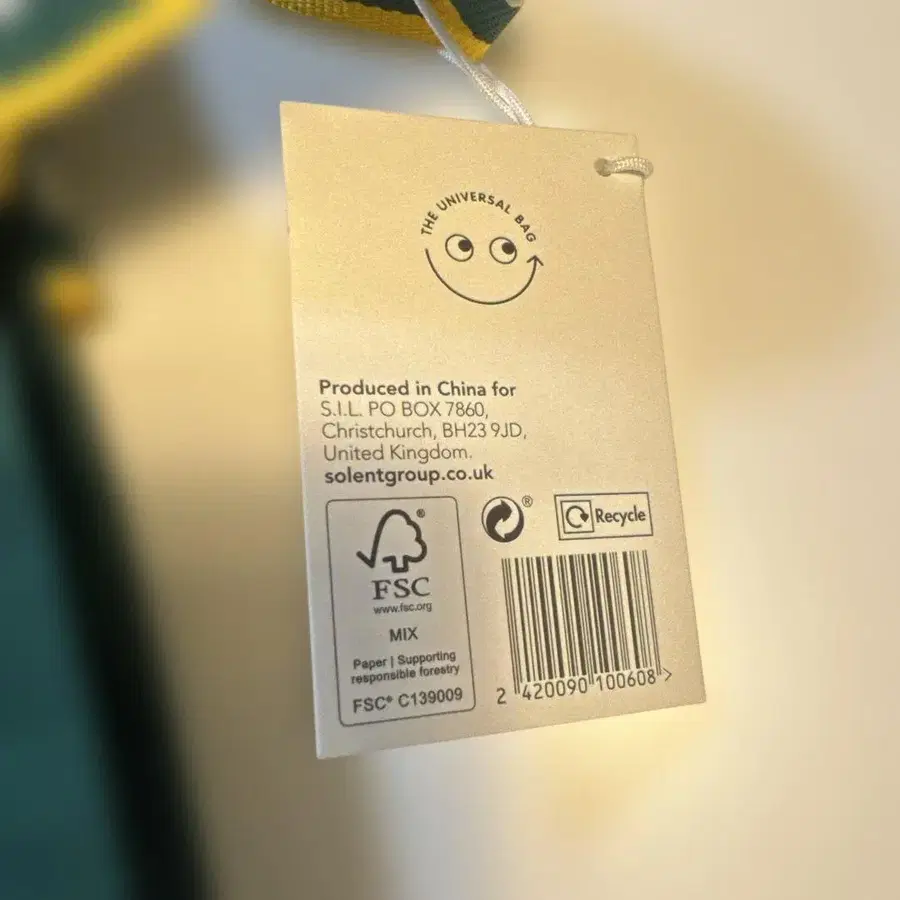 THE UNIVERSAL BAG
Produced in China for
S.I.L. PO BOX 7860,
Christchurch, BH23 9JD,
United Kingdom.
solentgroup.co.uk
®
FSC
www.fsc.org
MIX
Paper | Supporting
responsible forestry
FSC® C139009
®
Recycle
2 420090 100608 >